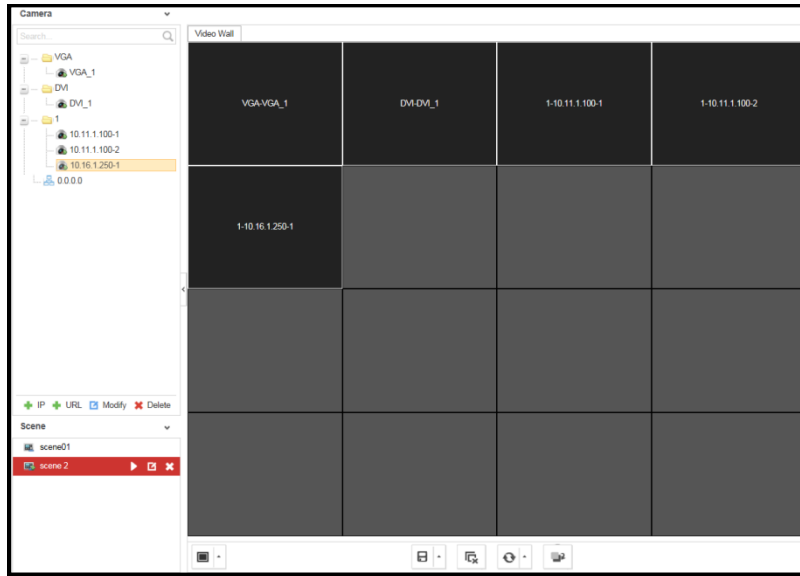 Camera
Search...
VGA
VGA_1
DVI
DVI_1
1
10.11.1.100-1
10.11.1.100-2
10.16.1.250-1
0.0.0.0
IP URL Modify Delete
Scene
scene01
scene 2
Video Wall
VGA-VGA_1 DVI-DVI_1 1-10.11.1.100-1 1-10.11.1.100-2
1-10.16.1.250-1